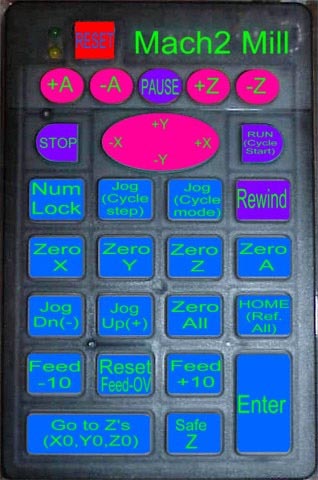 RESET
Mach2 Mill
+A -A PAUSE +Z -Z
STOP
+Y
-X +X
-Y
RUN
(Cycle
Start)
Num
Lock
Jog
(Cycle
step)
Jog
(Cycle
mode)
Rewind
Zero
X
Zero
Y
Zero
Z
Zero
A
Jog
Dn(-)
Jog
Up(+)
Zero
All
HOME
(Ref.
All)
Feed
-10
Reset
Feed-OV
Feed
+10
Enter
Go to Z's
(X0,Y0,Z0)
Safe
Z